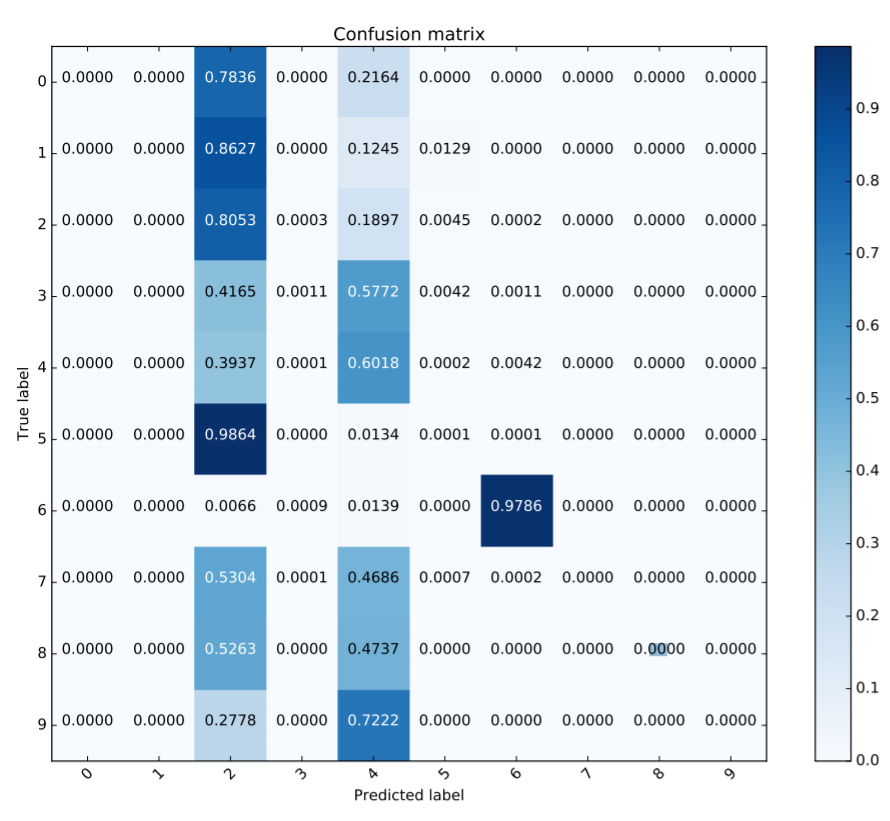 Confusion matrix
0 0.0000 0.0000 0.7836 0.0000 0.2164 0.0000 0.0000 0.0000 0.0000 0.0000
1 0.0000 0.0000 0.8627 0.0000 0.1245 0.0129 0.0000 0.0000 0.0000 0.0000
2 0.0000 0.0000 0.8053 0.0003 0.1897 0.0045 0.0002 0.0000 0.0000 0.0000
3 0.0000 0.0000 0.4165 0.0011 0.5772 0.0042 0.0011 0.0000 0.0000 0.0000
4 0.0000 0.0000 0.3937 0.0001 0.6018 0.0002 0.0042 0.0000 0.0000 0.0000
5 0.0000 0.0000 0.9864 0.0000 0.0134 0.0001 0.0001 0.0000 0.0000 0.0000
6 0.0000 0.0000 0.0066 0.0009 0.0139 0.0000 0.9786 0.0000 0.0000 0.0000
7 0.0000 0.0000 0.5304 0.0001 0.4686 0.0007 0.0002 0.0000 0.0000 0.0000
8 0.0000 0.0000 0.5263 0.0000 0.4737 0.0000 0.0000 0.0000 0.0000 0.0000
9 0.0000 0.0000 0.2778 0.0000 0.7222 0.0000 0.0000 0.0000 0.0000 0.0000
0 1 2 3 4 5 6 7 8 9
True label
Predicted label
0.9
0.8
0.7
0.6
0.5
0.4
0.3
0.2
0.1
0.0